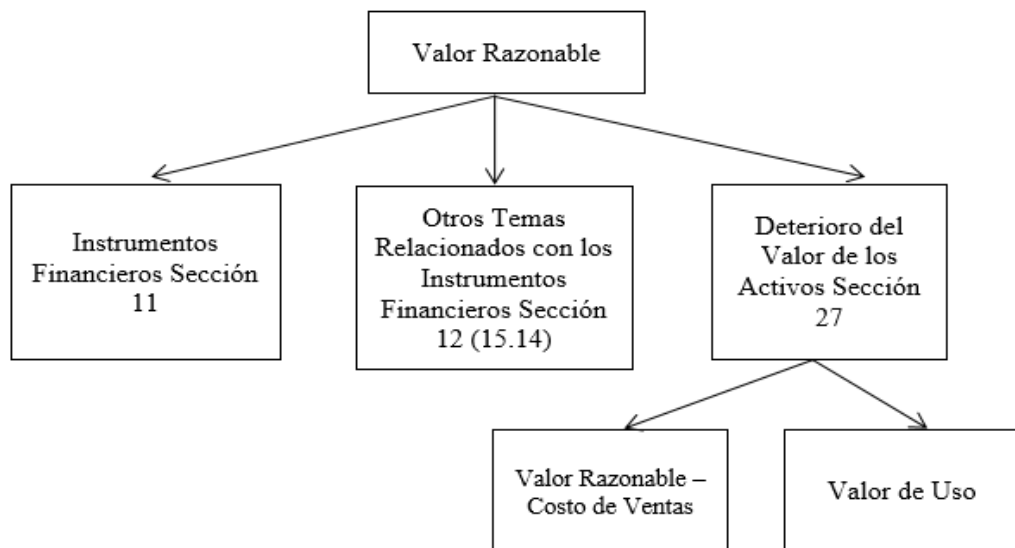 Valor Razonable
Instrumentos
Financieros Sección
11
Otros Temas
Relacionados con los
Instrumentos
Financieros Sección
12 (15.14)
Deterioro del
Valor de los
Activos Sección
27
Valor Razonable –
Costo de Ventas
Valor de Uso